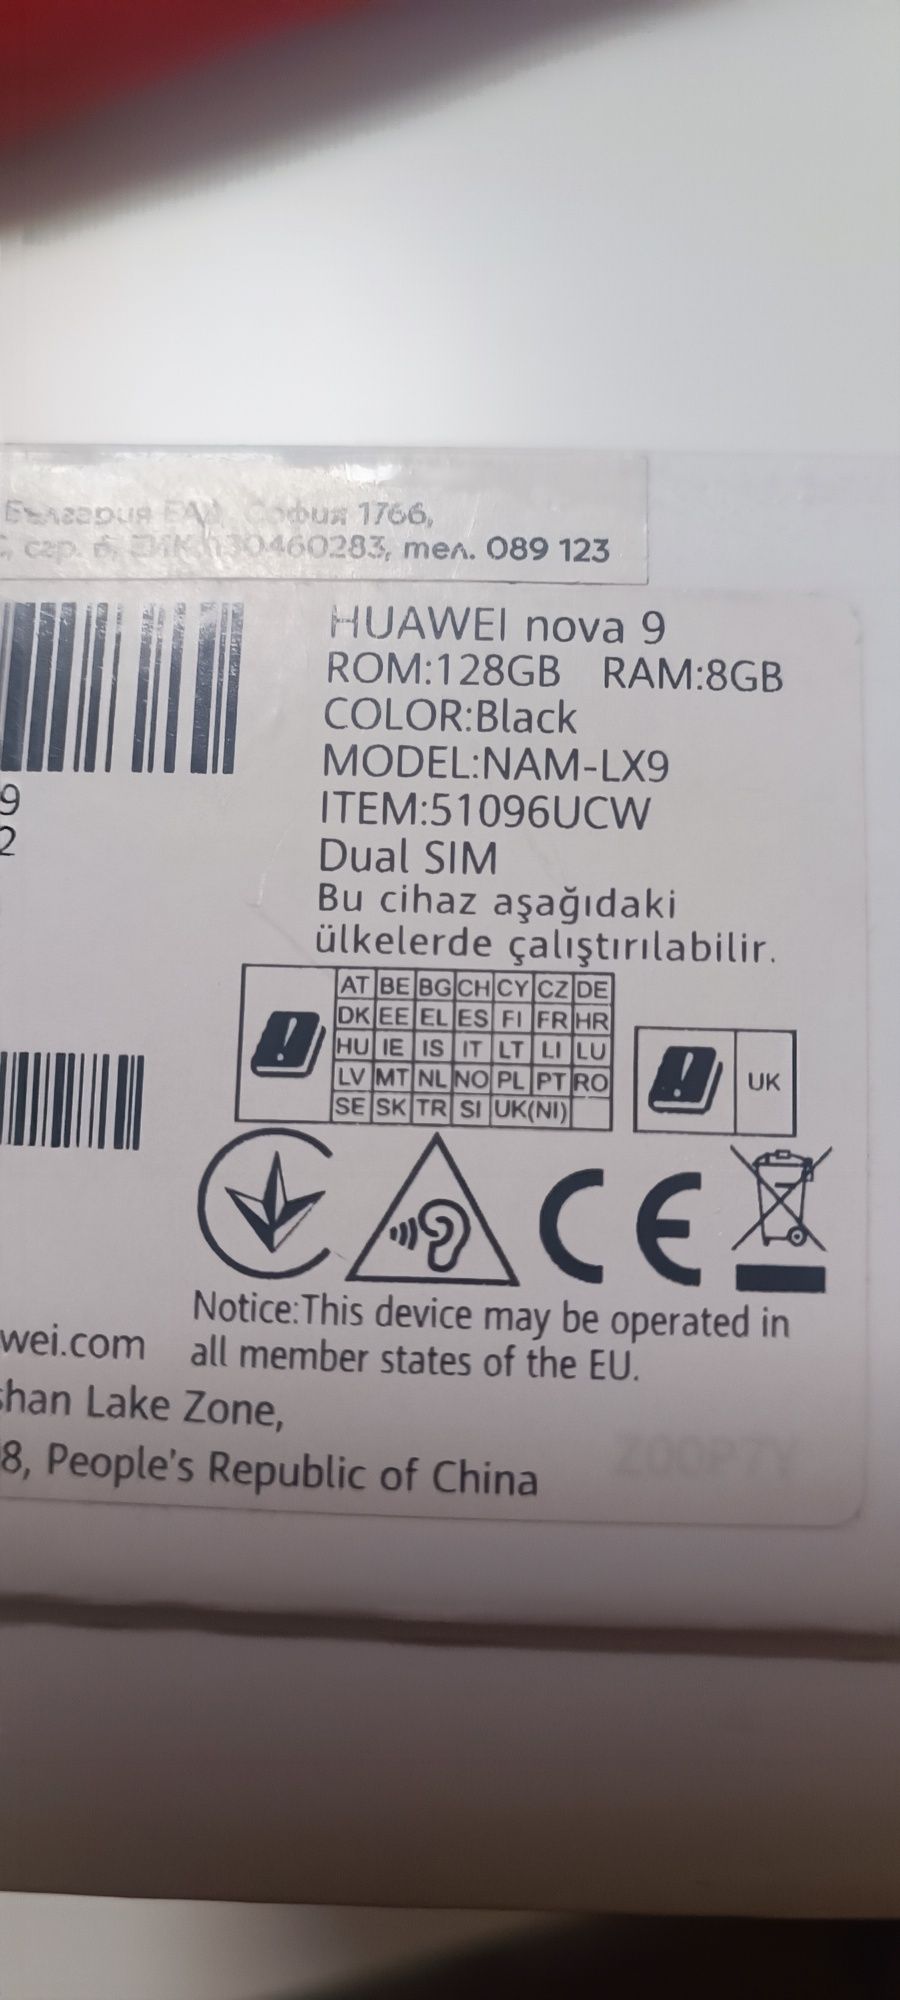 България ЕАД, София 1766,
сгр. 6, ЕИК 130460283, тел. 089 123
HUAWEI nova 9
ROM:128GB RAM:8GB
COLOR:Black
MODEL:NAM-LX9
9
ITEM:51096UCW
2
Dual SIM
Bu cihaz aşağıdaki
ülkelerde çalıştırılabilir.
AT BE BG CH CY CZ DE
DK EE EL ES FI FR HR
HU IE IS IT LT LI LU
LV MT NL NO PL PT RO
SE SK TR SI UK(NI)
UK
CE
Notice:This device may be operated in
all member states of the EU.
wei.com
shan Lake Zone,
8, People's Republic of China
Z00P7Y